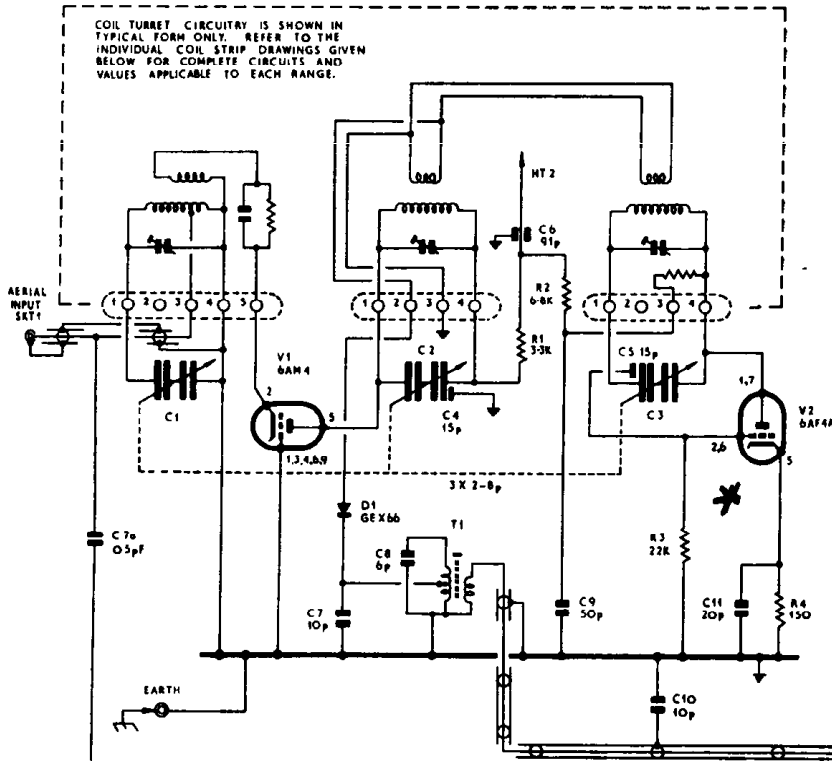 COIL TURRET CIRCUITRY IS SHOWN IN
TYPICAL FORM ONLY. REFER TO THE
INDIVIDUAL COIL STRIP DRAWINGS GIVEN
BELOW FOR COMPLETE CIRCUITS AND
VALUES APPLICABLE TO EACH RANGE.
HT 2
C6
91p
AERIAL
INPUT
SKT1
1 2 3 4 5
1 2 3 4
1 2 3 4
R2
6·8K
R1
3·3K
V1
6AM4
2
5
1,3,4,6,9
C1
C2
C4
15p
C5 15p
C3
1,7
V2
6AF4A
2,6
5
3 X 2-8p
D1
GEX66
T1
C7a
0·5pF
C8
6p
C7
10p
C9
50p
R3
22K
C11
20p
R4
150
EARTH
C10
10p